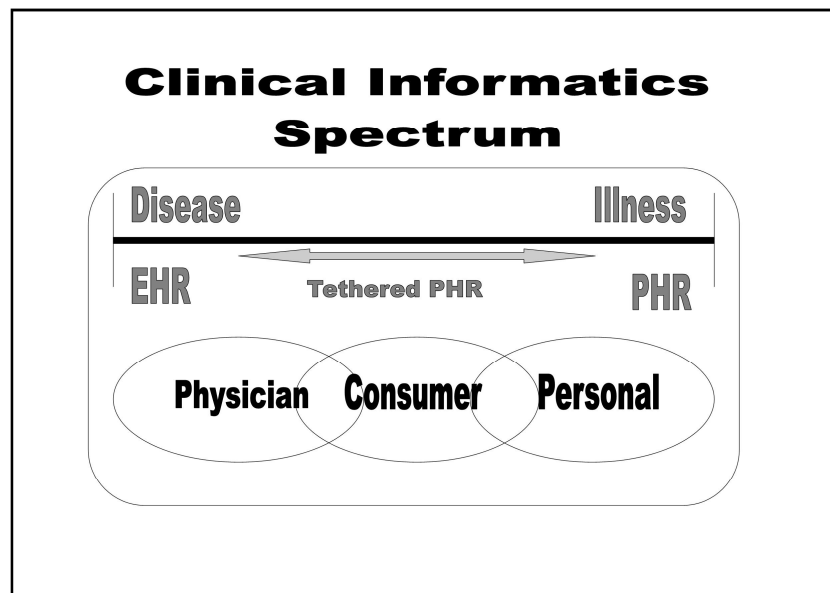 Clinical Informatics
Spectrum
Disease Illness
EHR Tethered PHR PHR
Physician Consumer Personal